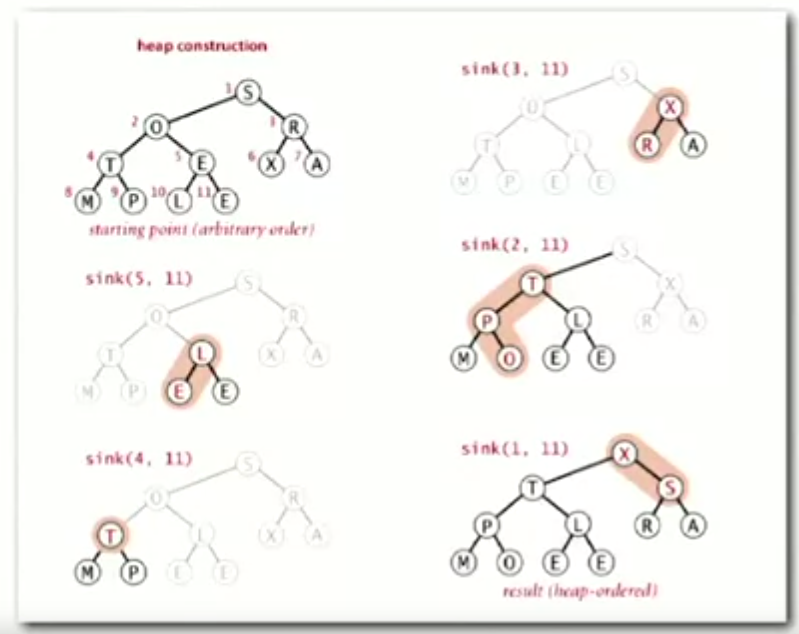 heap construction
1 S
2 O 3 R
4 T 5 E 6 X 7 A
8 M 9 P 10 L 11 E
starting point (arbitrary order)
sink(5, 11)
S
O R
T L X A
M P E E
sink(4, 11)
S
O R
T L X A
M P E E
sink(3, 11)
S
O X
T L R A
M P E E
sink(2, 11)
S
T X
P L R A
M O E E
sink(1, 11)
X
T S
P L R A
M O E E
result (heap-ordered)